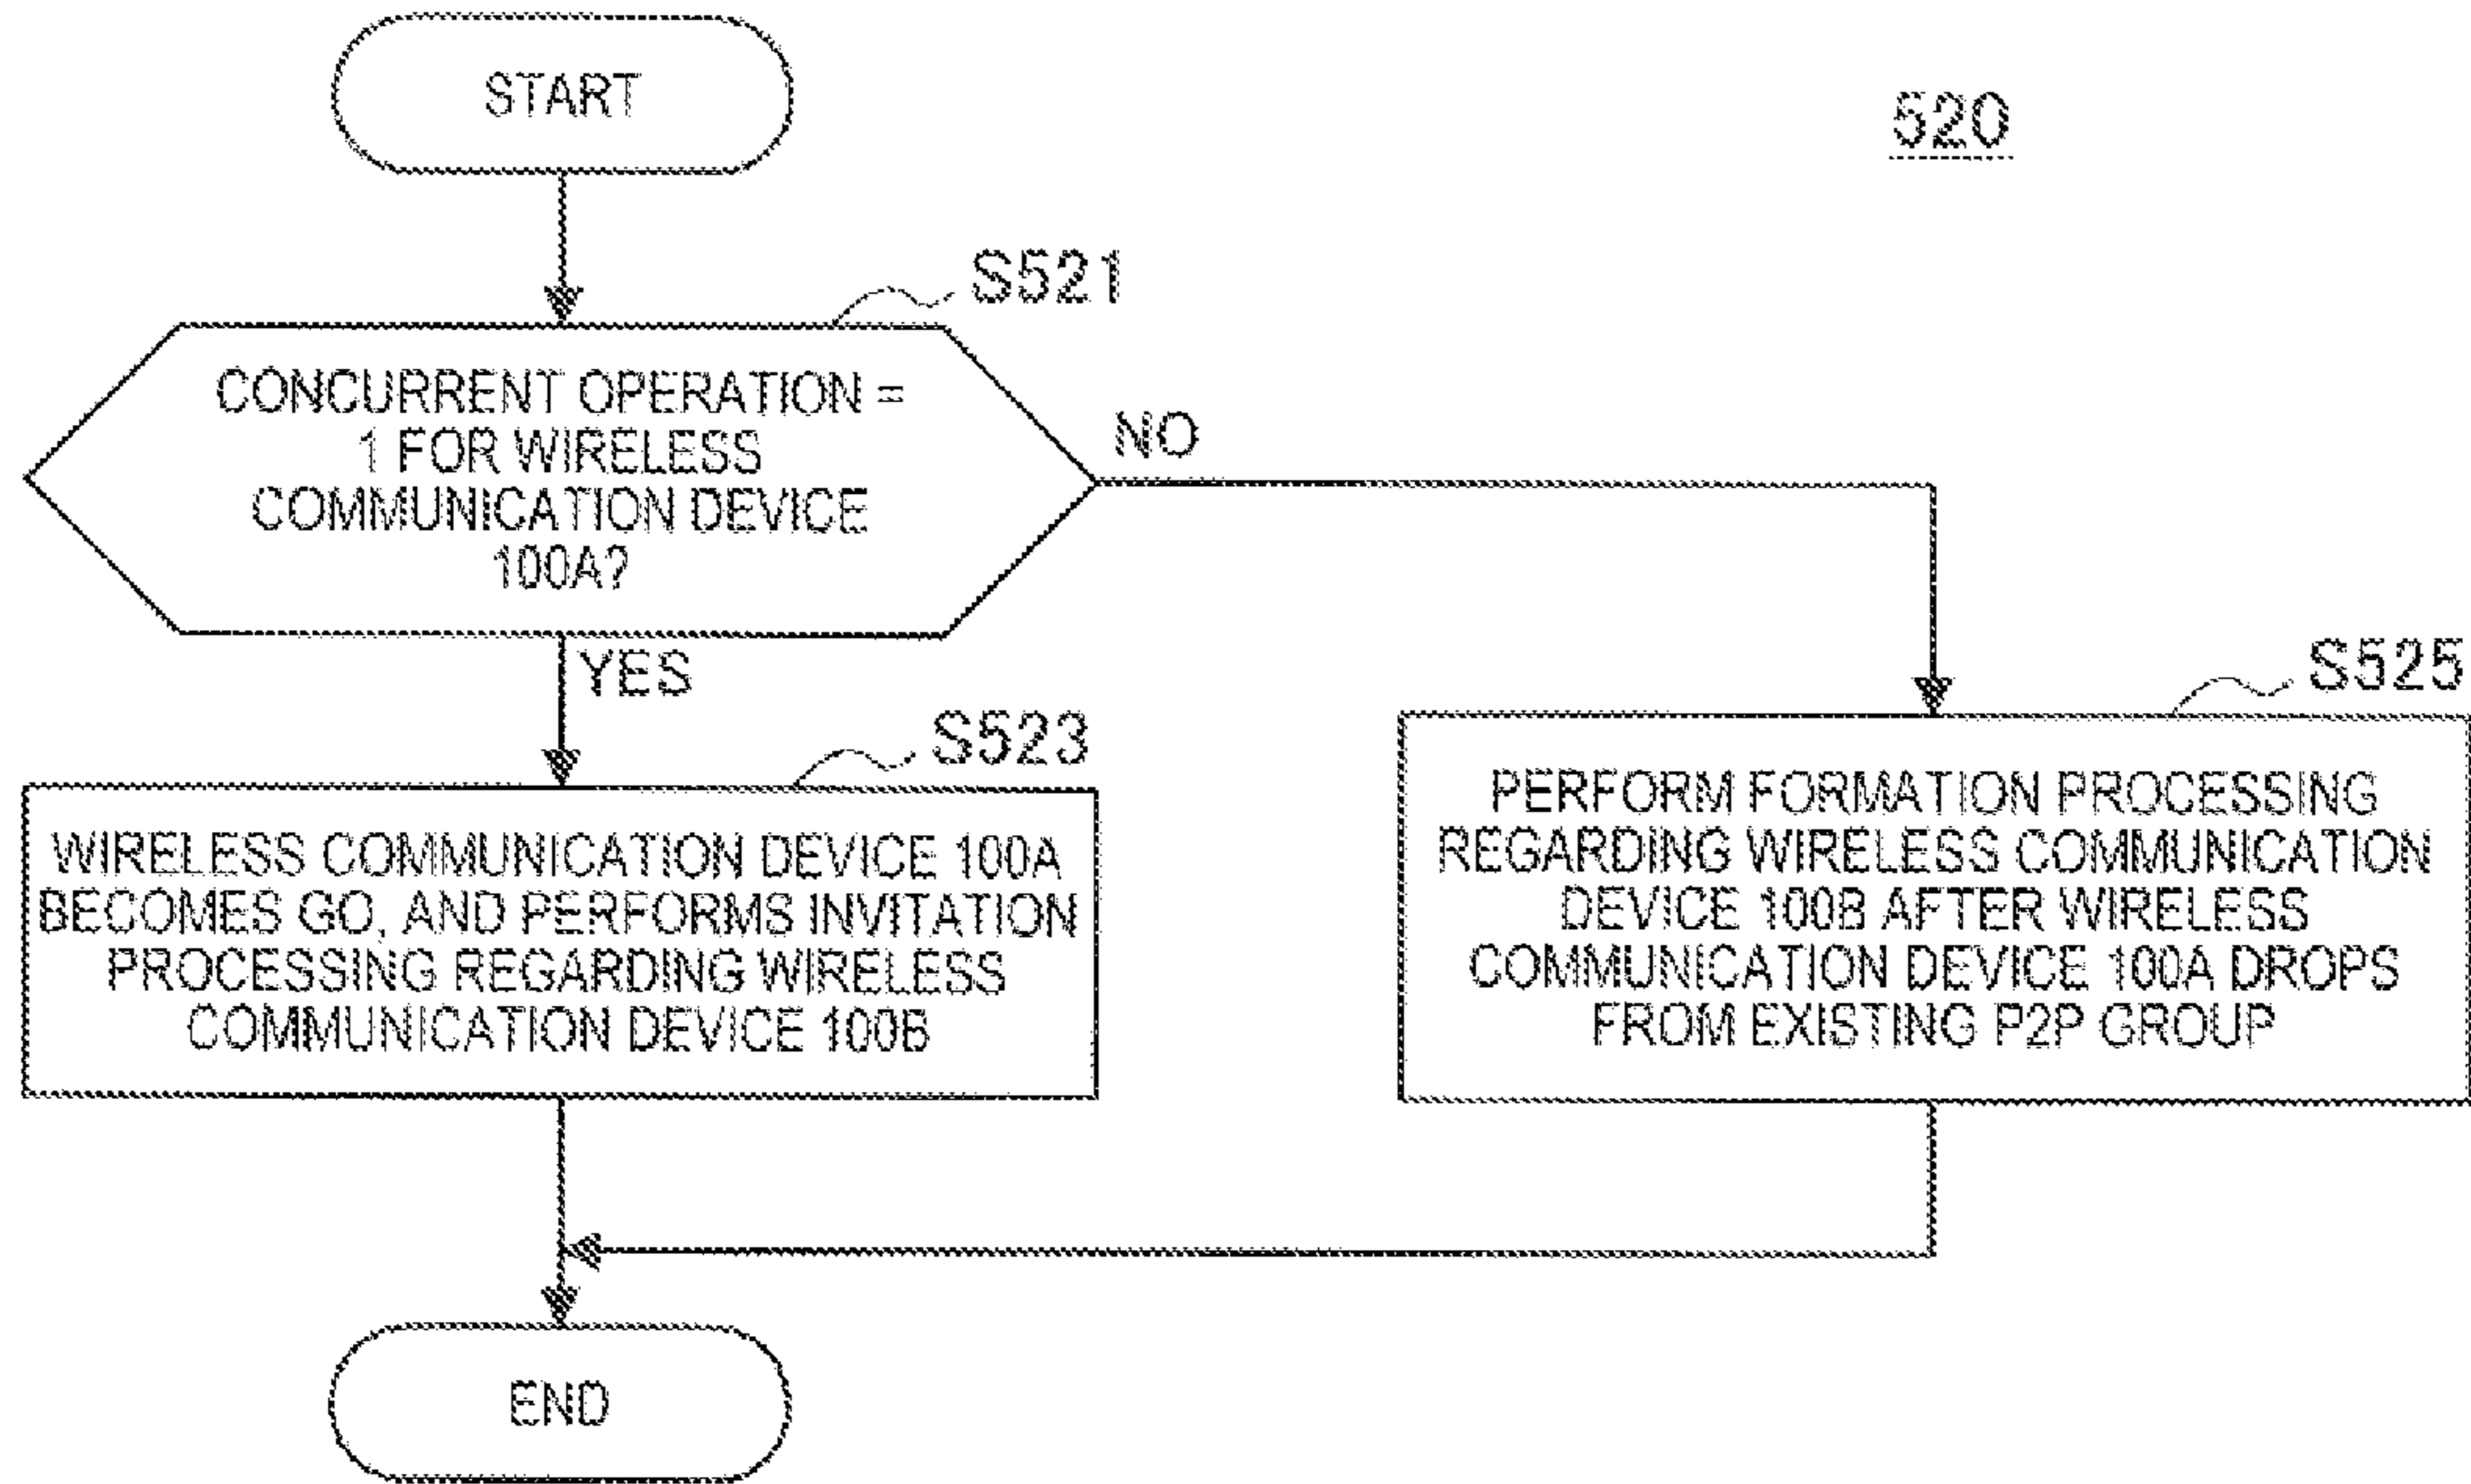 START
520
S521
CONCURRENT OPERATION =
1 FOR WIRELESS
COMMUNICATION DEVICE
100A?
NO
YES
S523
WIRELESS COMMUNICATION DEVICE 100A
BECOMES GO, AND PERFORMS INVITATION
PROCESSING REGARDING WIRELESS
COMMUNICATION DEVICE 100B
S525
PERFORM FORMATION PROCESSING
REGARDING WIRELESS COMMUNICATION
DEVICE 100B AFTER WIRELESS
COMMUNICATION DEVICE 100A DROPS
FROM EXISTING P2P GROUP
END